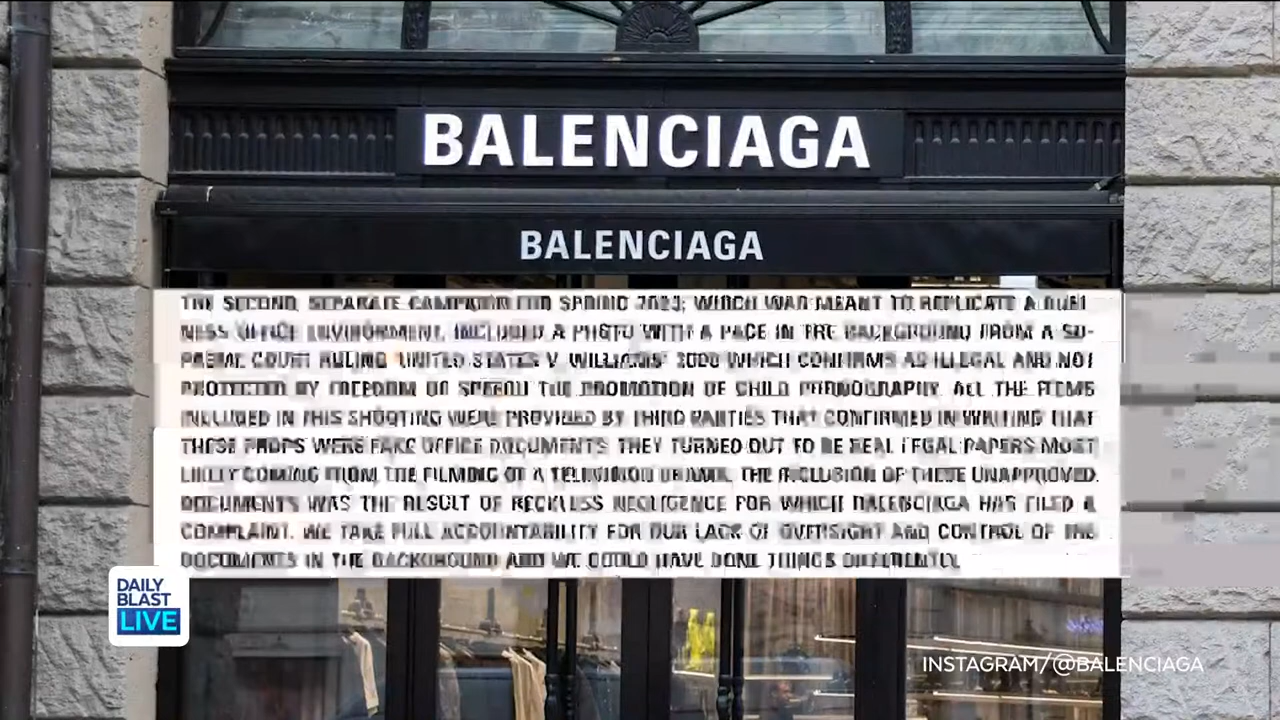 BALENCIAGA
BALENCIAGA
THE SECOND, SEPARATE CAMPAIGN FOR SPRING 2023, WHICH WAS MEANT TO REPLICATE A BUSI-
NESS OFFICE ENVIRONMENT, INCLUDED A PHOTO WITH A PAGE IN THE BACKGROUND FROM A SU-
PREME COURT RULING 'UNITED STATES V. WILLIAMS' 2008 WHICH CONFIRMS AS ILLEGAL AND NOT
PROTECTED BY FREEDOM OF SPEECH THE PROMOTION OF CHILD PORNOGRAPHY. ALL THE ITEMS
INCLUDED IN THIS SHOOTING WERE PROVIDED BY THIRD PARTIES THAT CONFIRMED IN WRITING THAT
THESE PROPS WERE FAKE OFFICE DOCUMENTS. THEY TURNED OUT TO BE REAL LEGAL PAPERS MOST
COMING FROM THE FILMING OF A TELEVISION DRAMA. THE INCLUSION OF THESE UNAPPROVED
DOCUMENTS WAS THE RESULT OF RECKLESS NEGLIGENCE FOR WHICH BALENCIAGA HAS FILED A
COMPLAINT. WE TAKE FULL ACCOUNTABILITY FOR OUR LACK OF OVERSIGHT AND CONTROL OF THE
DOCUMENTS IN THE BACKGROUND AND WE COULD HAVE DONE THINGS DIFFERENTLY.
DAILY
BLAST
LIVE
INSTAGRAM/@BALENCIAGA